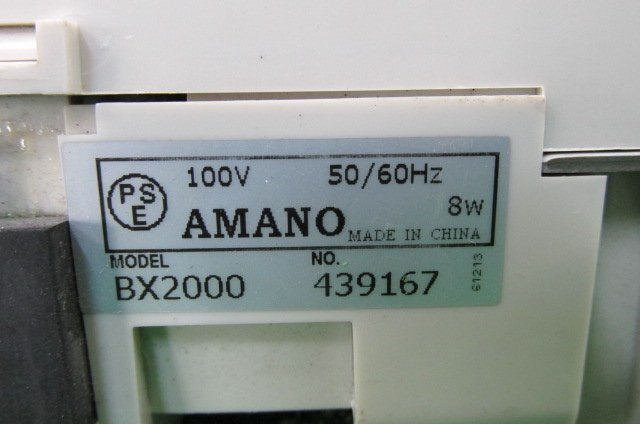 PS
E
100V 50/60Hz
8W
AMANO MADE IN CHINA
MODEL NO.
BX2000 439167
61213